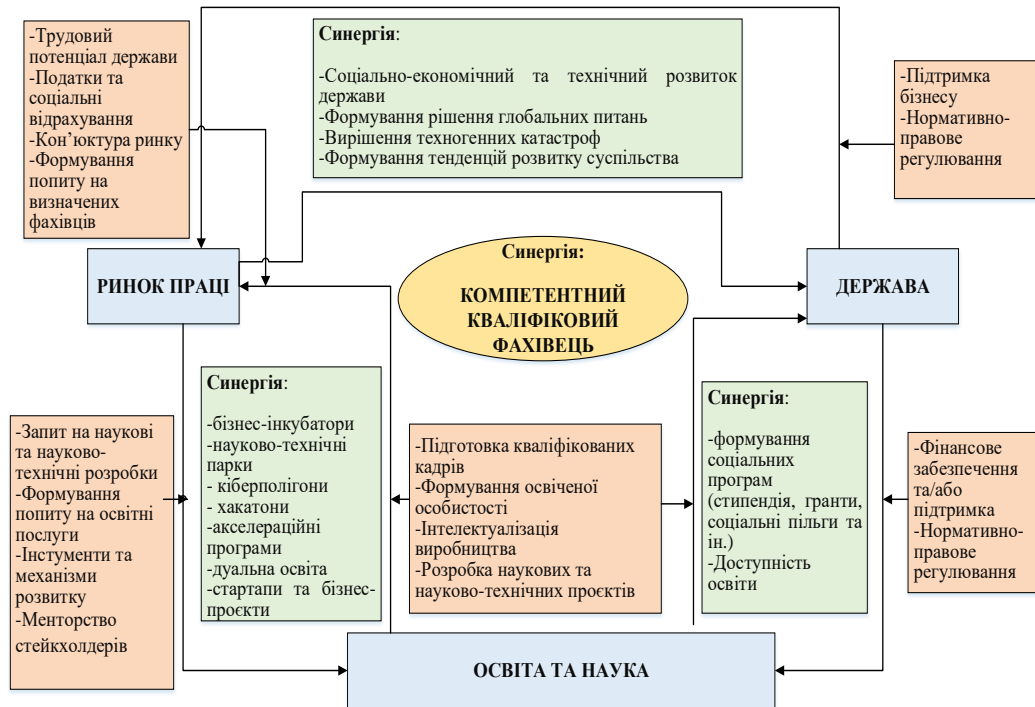 -Трудовий
потенціал держави
-Податки та
соціальні
відрахування
-Кон’юктура ринку
-Формування
попиту на
визначених
фахівців
Синергія:
-Соціально-економічний та технічний розвиток
держави
-Формування рішення глобальних питань
-Вирішення техногенних катастроф
-Формування тенденцій розвитку суспільства
-Підтримка
бізнесу
-Нормативно-
правове
регулювання
РИНОК ПРАЦІ
Синергія:
КОМПЕТЕНТНИЙ
КВАЛІФІКОВИЙ
ФАХІВЕЦЬ
ДЕРЖАВА
-Запит на наукові
та науково-
технічні розробки
-Формування
попиту на освітні
послуги
-Інстументи та
механізми
розвитку
-Менторство
стейкхолдерів
Синергія:
-бізнес-інкубатори
-науково-технічні
парки
- кіберполігони
- хакатони
-акселераційні
програми
-дуальна освіта
-стартапи та бізнес-
проєкти
-Підготовка кваліфікованих
кадрів
-Формування освіченої
особистості
-Інтелектуалізація
виробництва
-Розробка наукових та
науково-технічних проєктів
Синергія:
-формування
соціальних
програм
(стипендія, гранти,
соціальні пільги та
ін.)
-Доступність
освіти
-Фінансове
забезпечення
та/або
підтримка
-Нормативно-
правове
регулювання
ОСВІТА ТА НАУКА